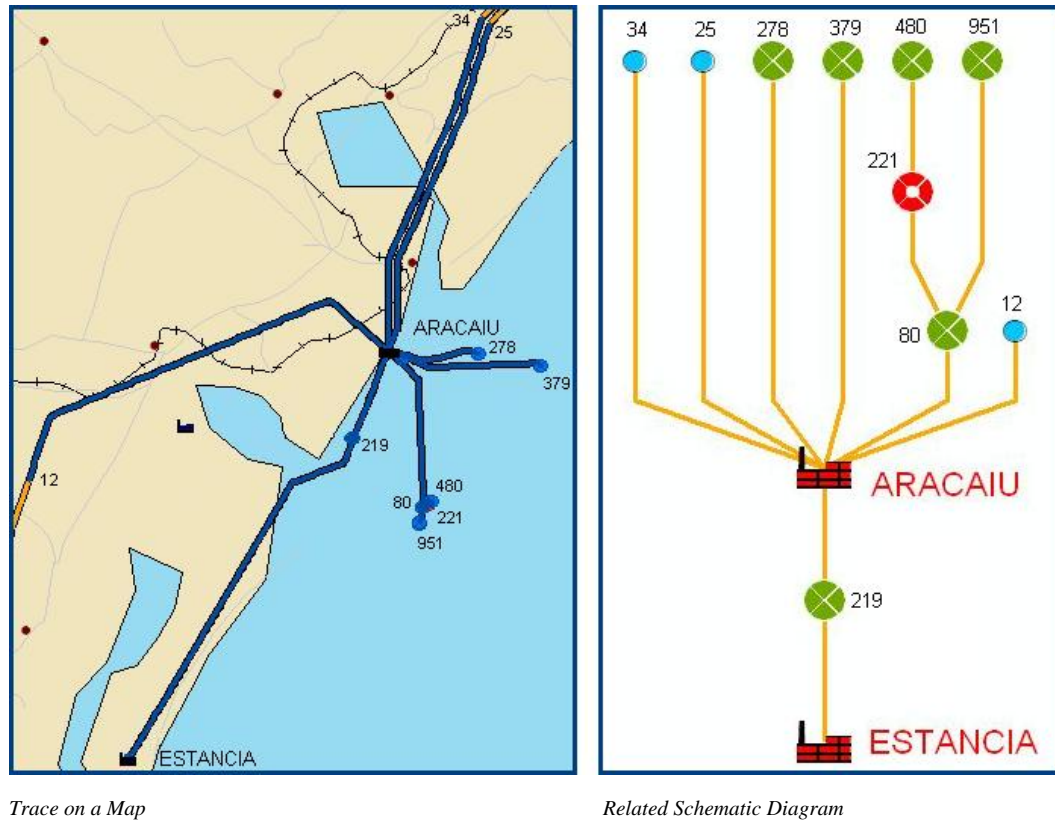 34
25
ARACAIU
278
379
219
12
480
80
221
951
ESTANCIA
34 25 278 379 480 951
221
12
80
ARACAIU
219
ESTANCIA
Trace on a Map
Related Schematic Diagram